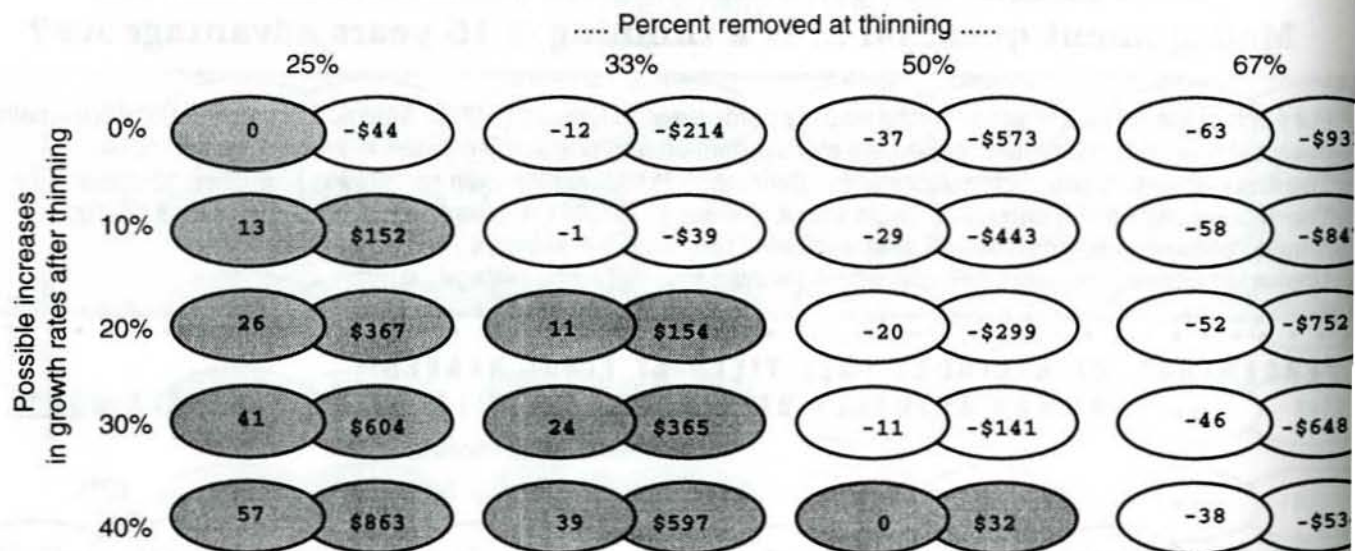 ..... Percent removed at thinning .....
25% 33% 50% 67%
Possible increases
in growth rates after thinning
0% 0 -$44 -12 -$214 -37 -$573 -63
10% 13 $152 -1 -$39 -29 -$443 -58
20% 26 $367 11 $154 -20 -$299 -52 -$752
30% 41 $604 24 $365 -11 -$141 -46 -$648
40% 57 $863 39 $597 0 $32 -38